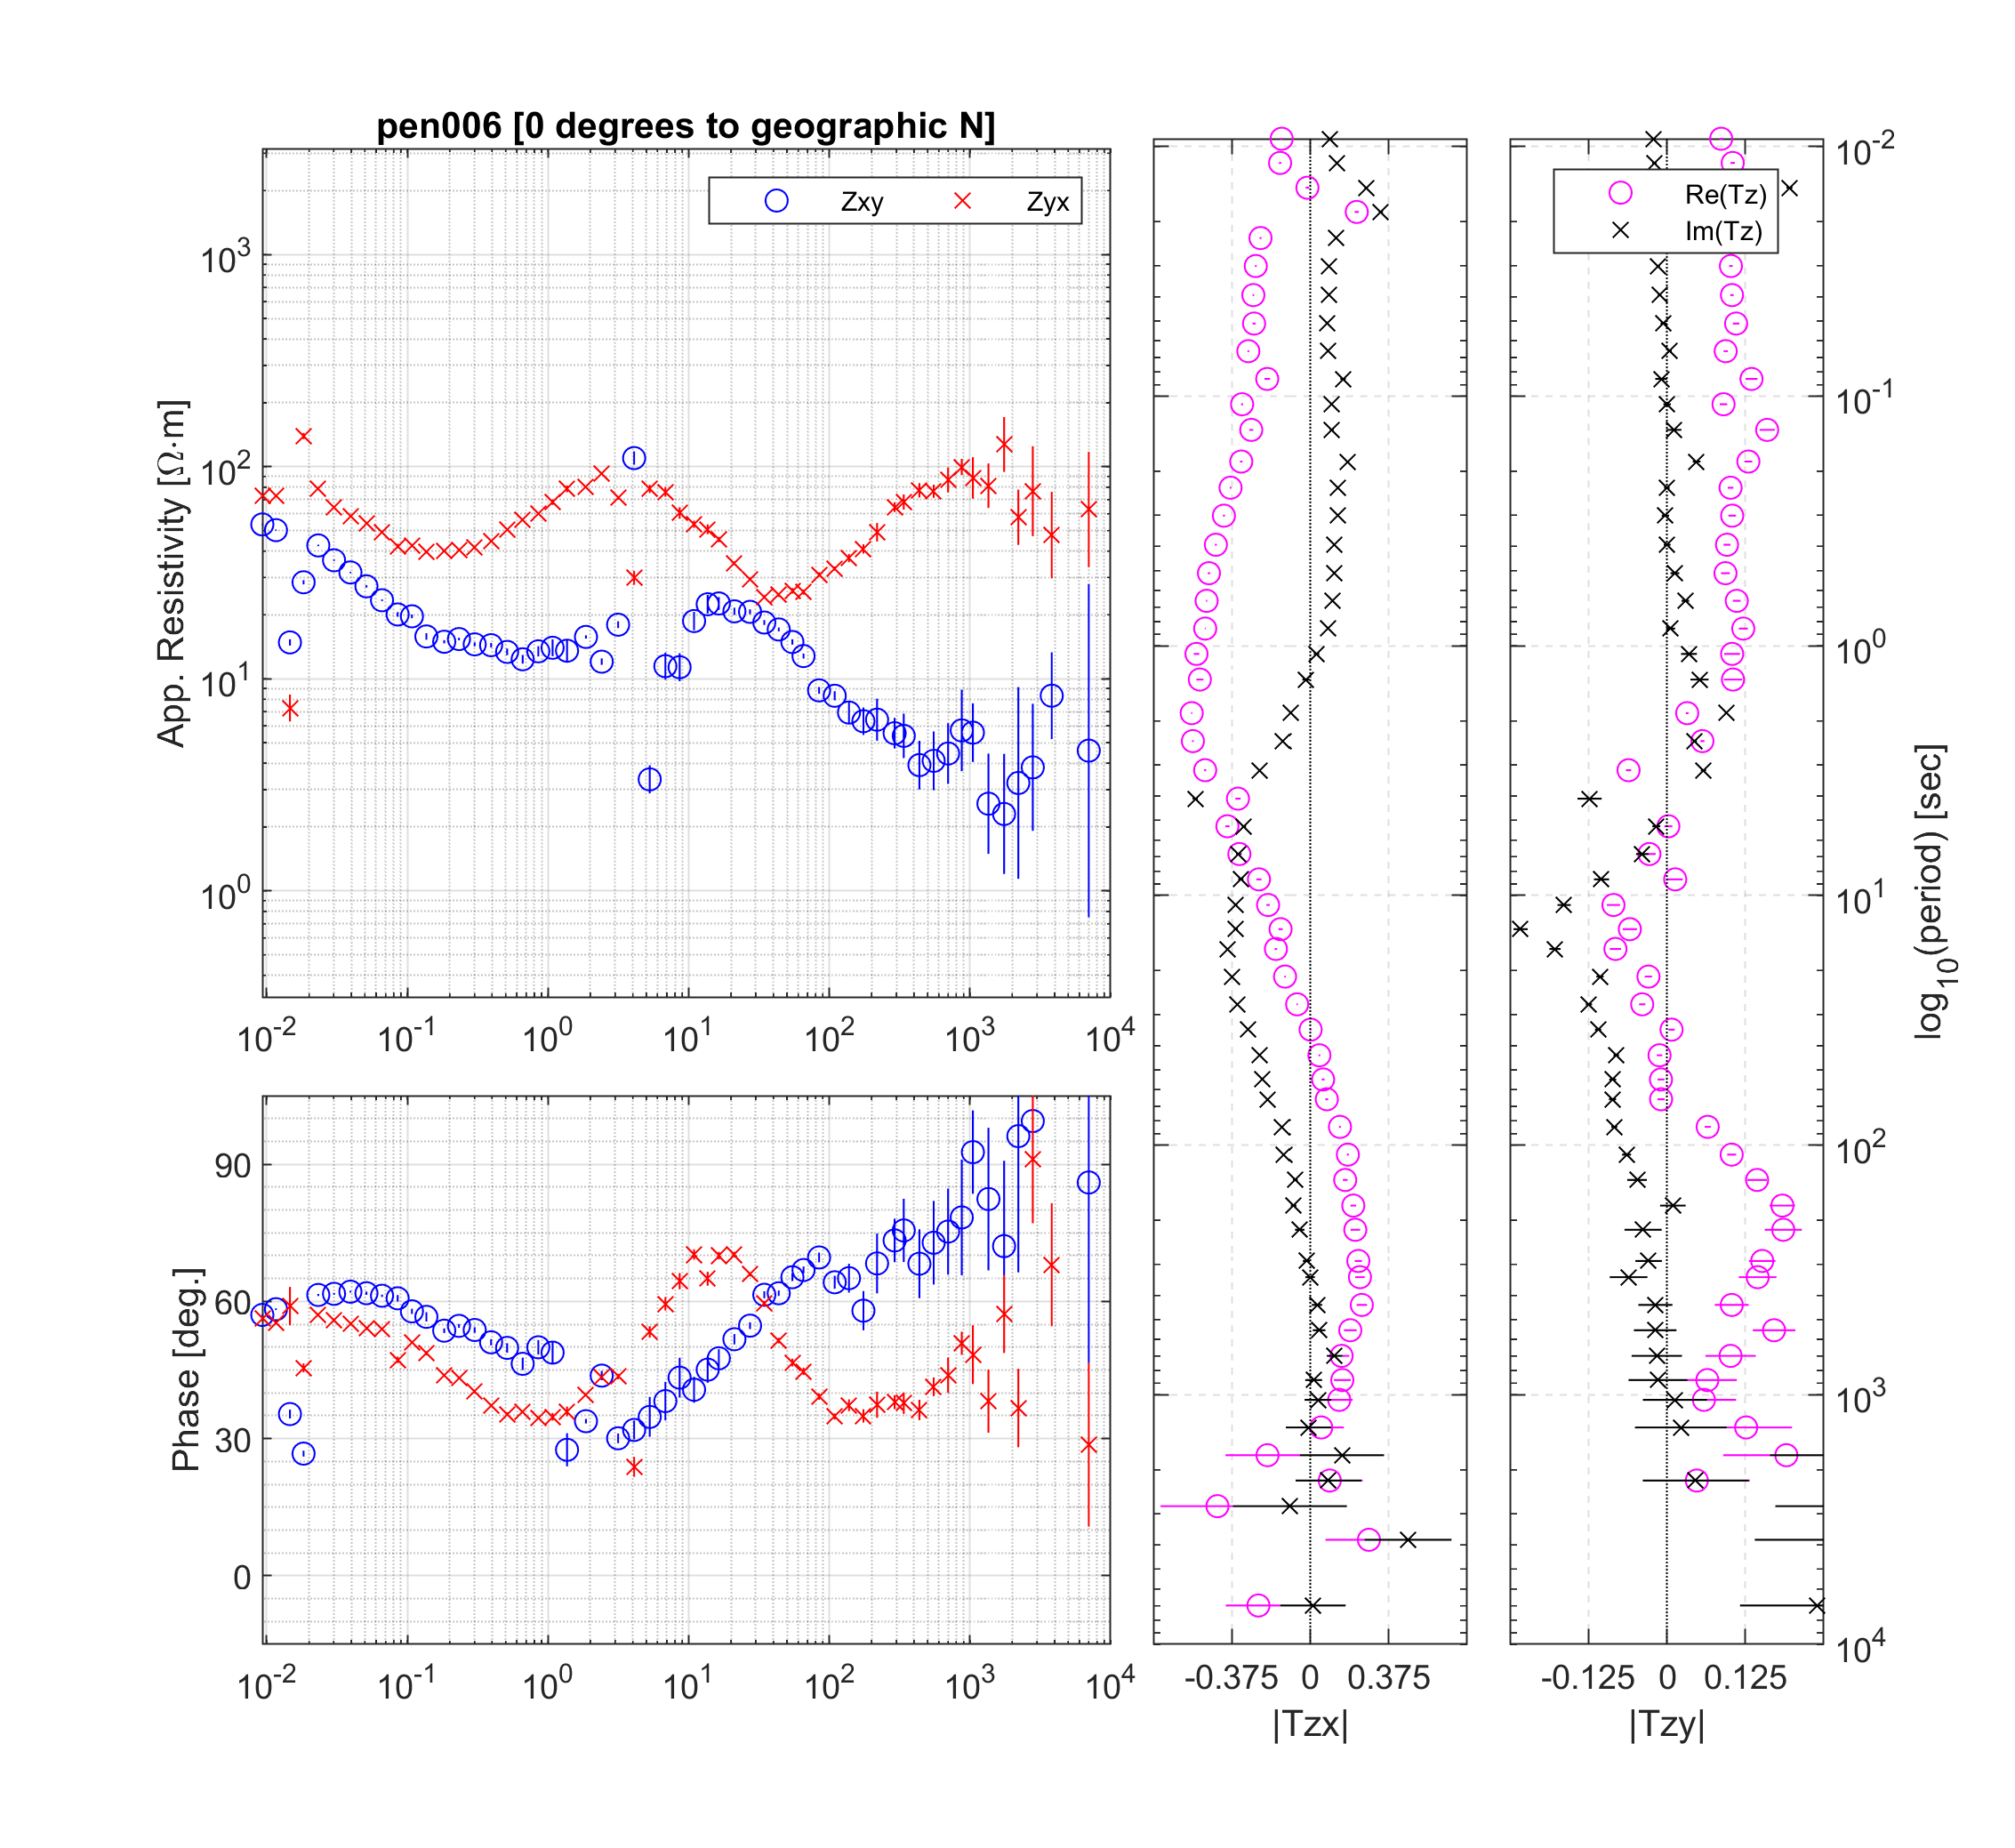 pen006 [0 degrees to geographic N]
Zxy Zyx
App. Resistivity [Ω·m]
10^3
10^2
10^1
10^0
10^-2 10^-1 10^0 10^1 10^2 10^3 10^4
Phase [deg.]
90
60
30
0
10^-2 10^-1 10^0 10^1 10^2 10^3 10^4
-0.375 0 0.375
|Tzx|
Re(Tz)
Im(Tz)
-0.125 0 0.125
|Tzy|
10^-2
10^-1
10^0
10^1
10^2
10^3
10^4
log_10(period) [sec]